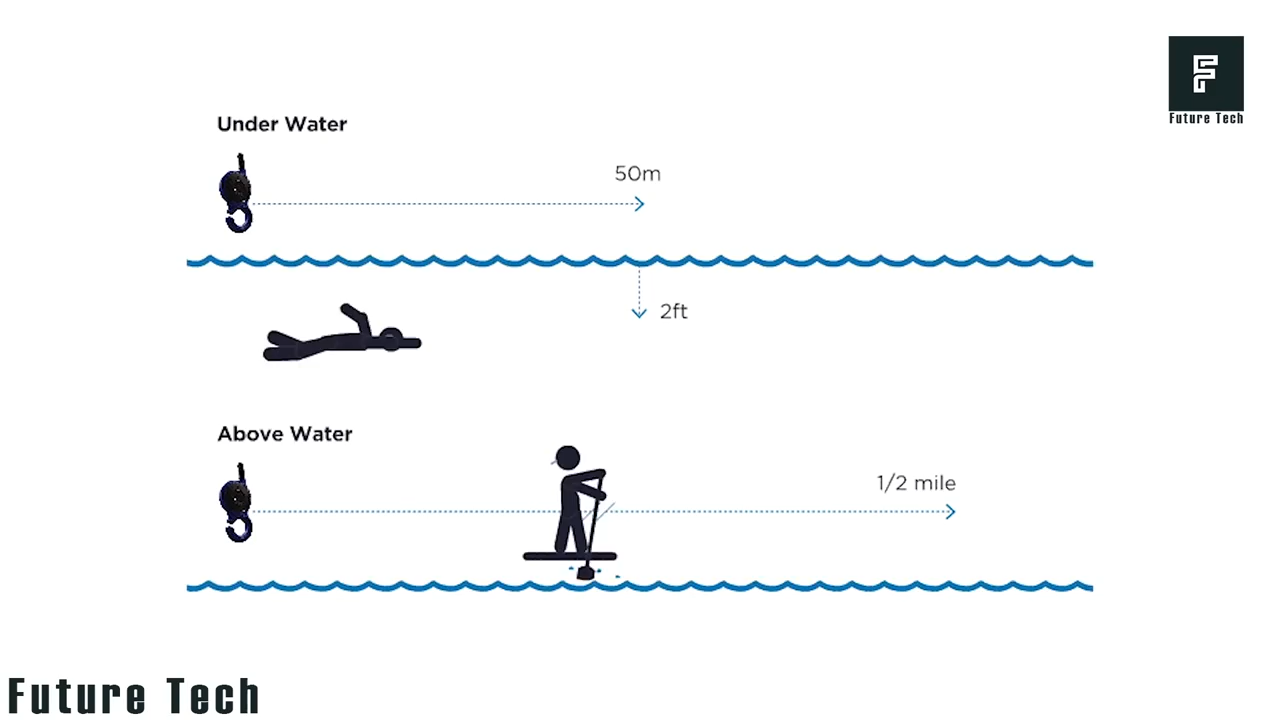 Future Tech
Under Water
50m
2ft
Above Water
1/2 mile
Future Tech